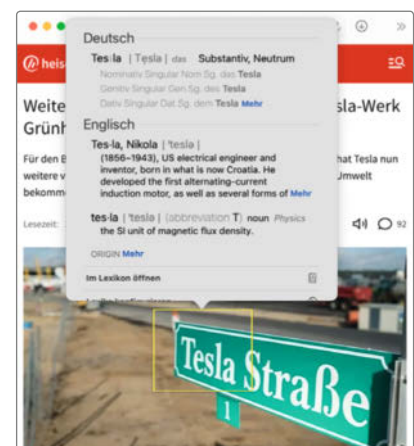 Deutsch
Tes·la | Tẹsla | das Substantiv, Neutrum
Nominativ Singular Nom Sg. das Tesla
Genitiv Singular Gen Sg. des Tesla
Dativ Singular Dat Sg. dem Tesla Mehr
Englisch
Tes·la, Nikola | ˈteslə |
(1856–1943), US electrical engineer and
inventor, born in what is now Croatia. He
developed the first alternating-current
induction motor, as well as several forms of Mehr
tes·la | ˈteslə | (abbreviation T) noun Physics
the SI unit of magnetic flux density.
ORIGIN Mehr
Im Lexikon öffnen
heis
Weite
sla-Werk
Grünh
Für den B
hat Tesla nun
weitere v
Umwelt
bekomm
Lesezeit:
92
Tesla Straße
1